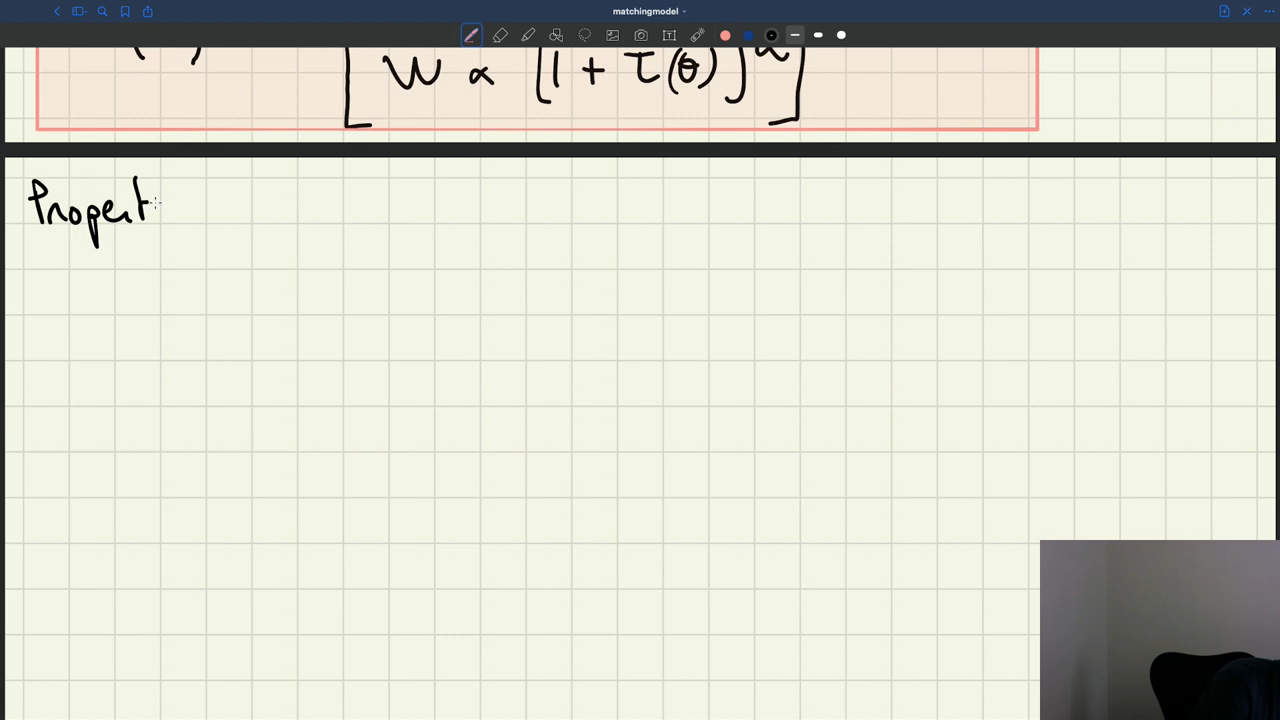 matchingmodel
W ∝ [1 + τ(θ)]
Propert